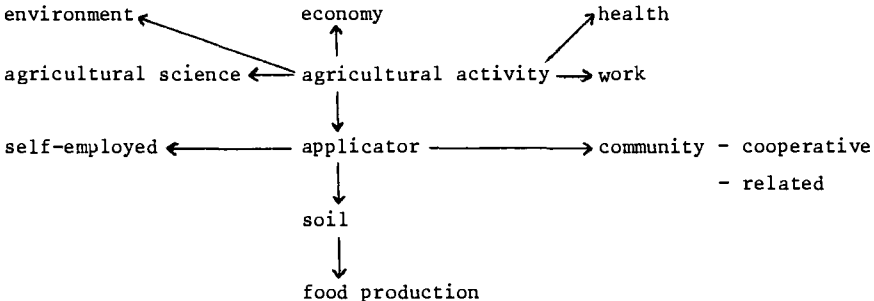 environment economy health
agricultural science agricultural activity work
self-employed applicator community - cooperative
- related
soil
food production